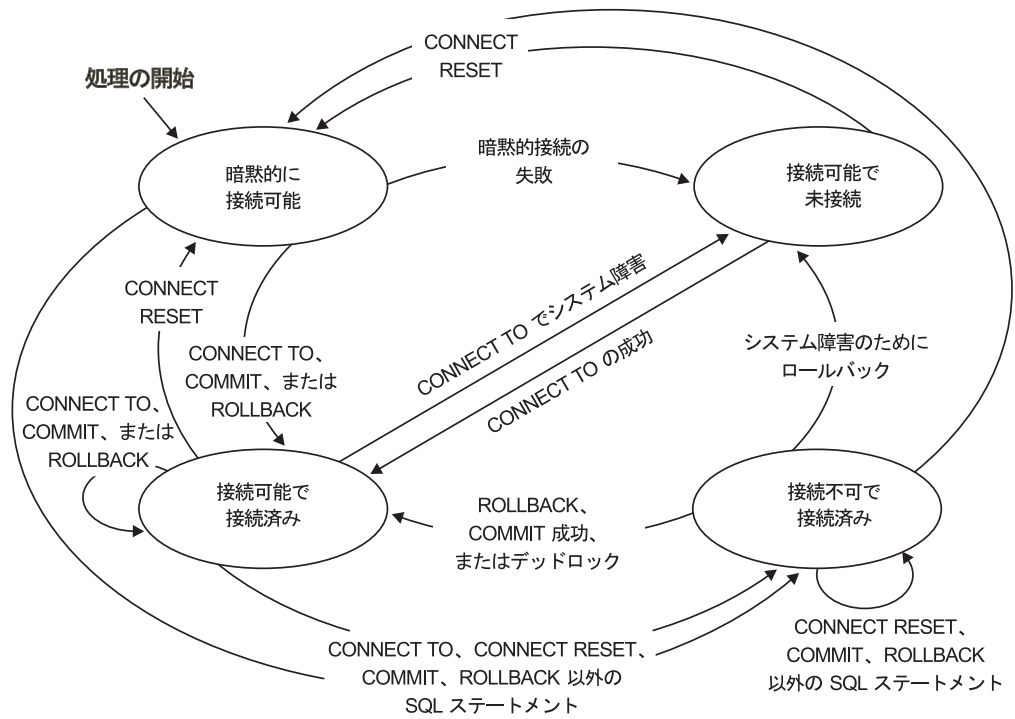 CONNECT
RESET
処理の開始
暗黙的に
接続可能
暗黙的接続の
失敗
接続可能で
未接続
CONNECT
RESET
CONNECT TO でシステム障害
CONNECT TO の成功
システム障害のために
ロールバック
CONNECT TO、
COMMIT、または
ROLLBACK
CONNECT TO、
COMMIT、または
ROLLBACK
接続可能で
接続済み
ROLLBACK、
COMMIT 成功、
またはデッドロック
接続不可で
接続済み
CONNECT TO、CONNECT RESET、
COMMIT、ROLLBACK 以外の
SQL ステートメント
CONNECT RESET、
COMMIT、ROLLBACK
以外の SQL ステートメント